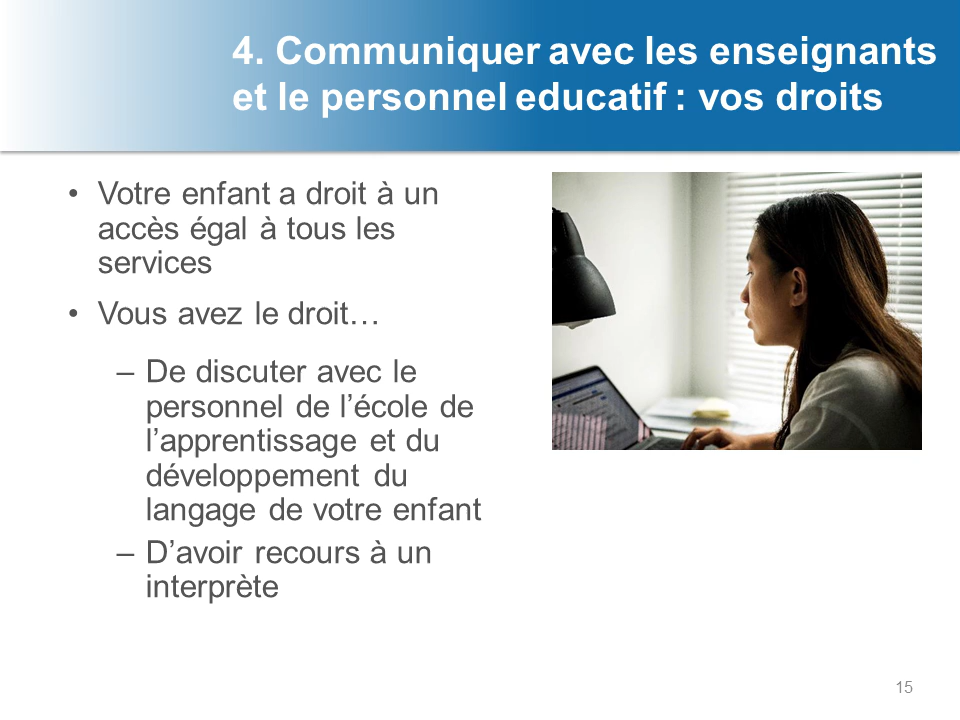 4. Communiquer avec les enseignants
et le personnel educatif : vos droits
• Votre enfant a droit à un
accès égal à tous les
services
• Vous avez le droit…
– De discuter avec le
personnel de l’école de
l’apprentissage et du
développement du
langage de votre enfant
– D’avoir recours à un
interprète
15